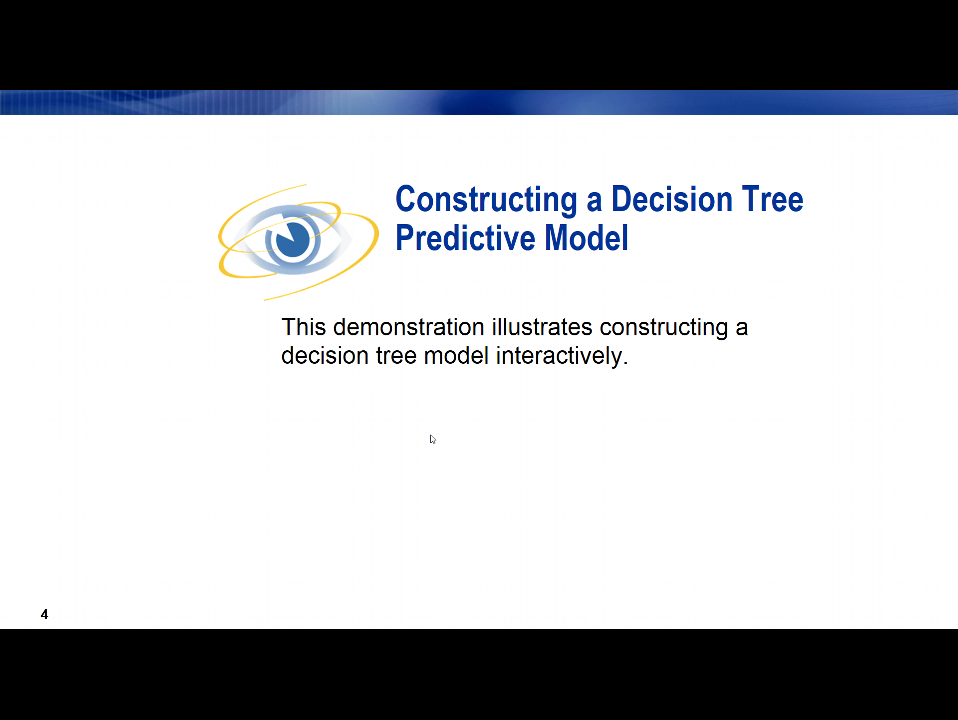 Constructing a Decision Tree
Predictive Model
This demonstration illustrates constructing a
decision tree model interactively.
4